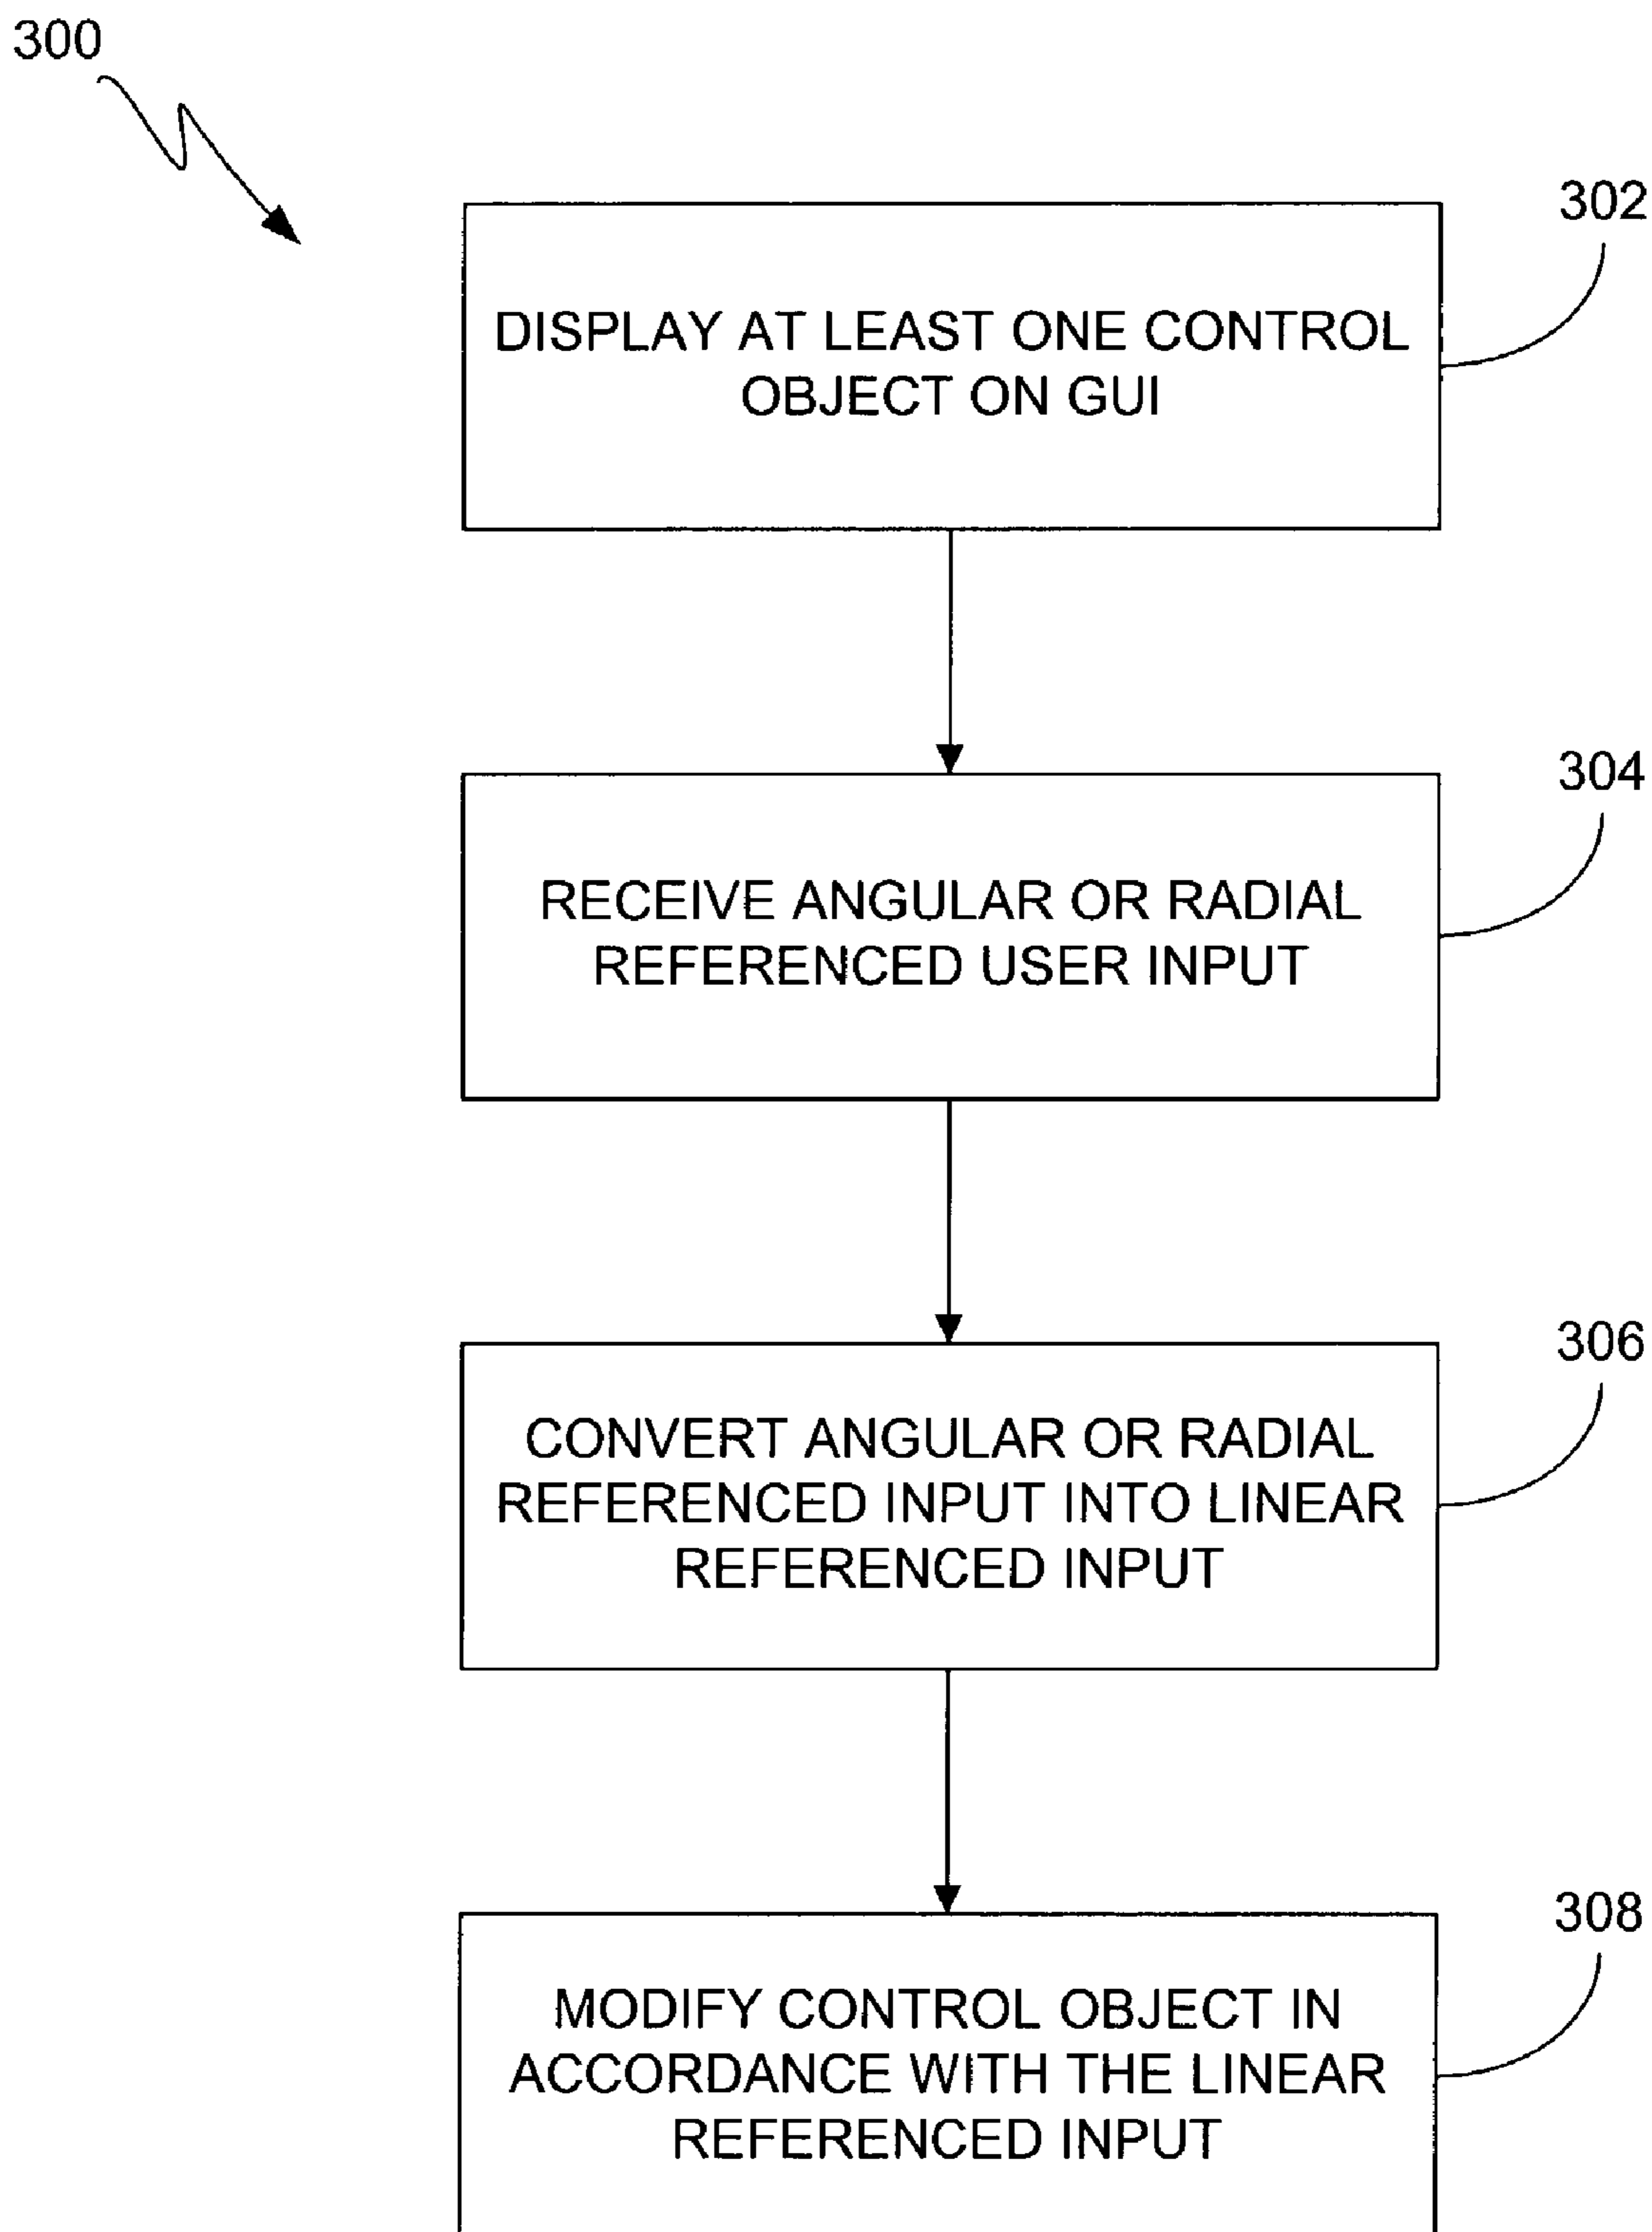 300
302
DISPLAY AT LEAST ONE CONTROL
OBJECT ON GUI
304
RECEIVE ANGULAR OR RADIAL
REFERENCED USER INPUT
306
CONVERT ANGULAR OR RADIAL
REFERENCED INPUT INTO LINEAR
REFERENCED INPUT
308
MODIFY CONTROL OBJECT IN
ACCORDANCE WITH THE LINEAR
REFERENCED INPUT